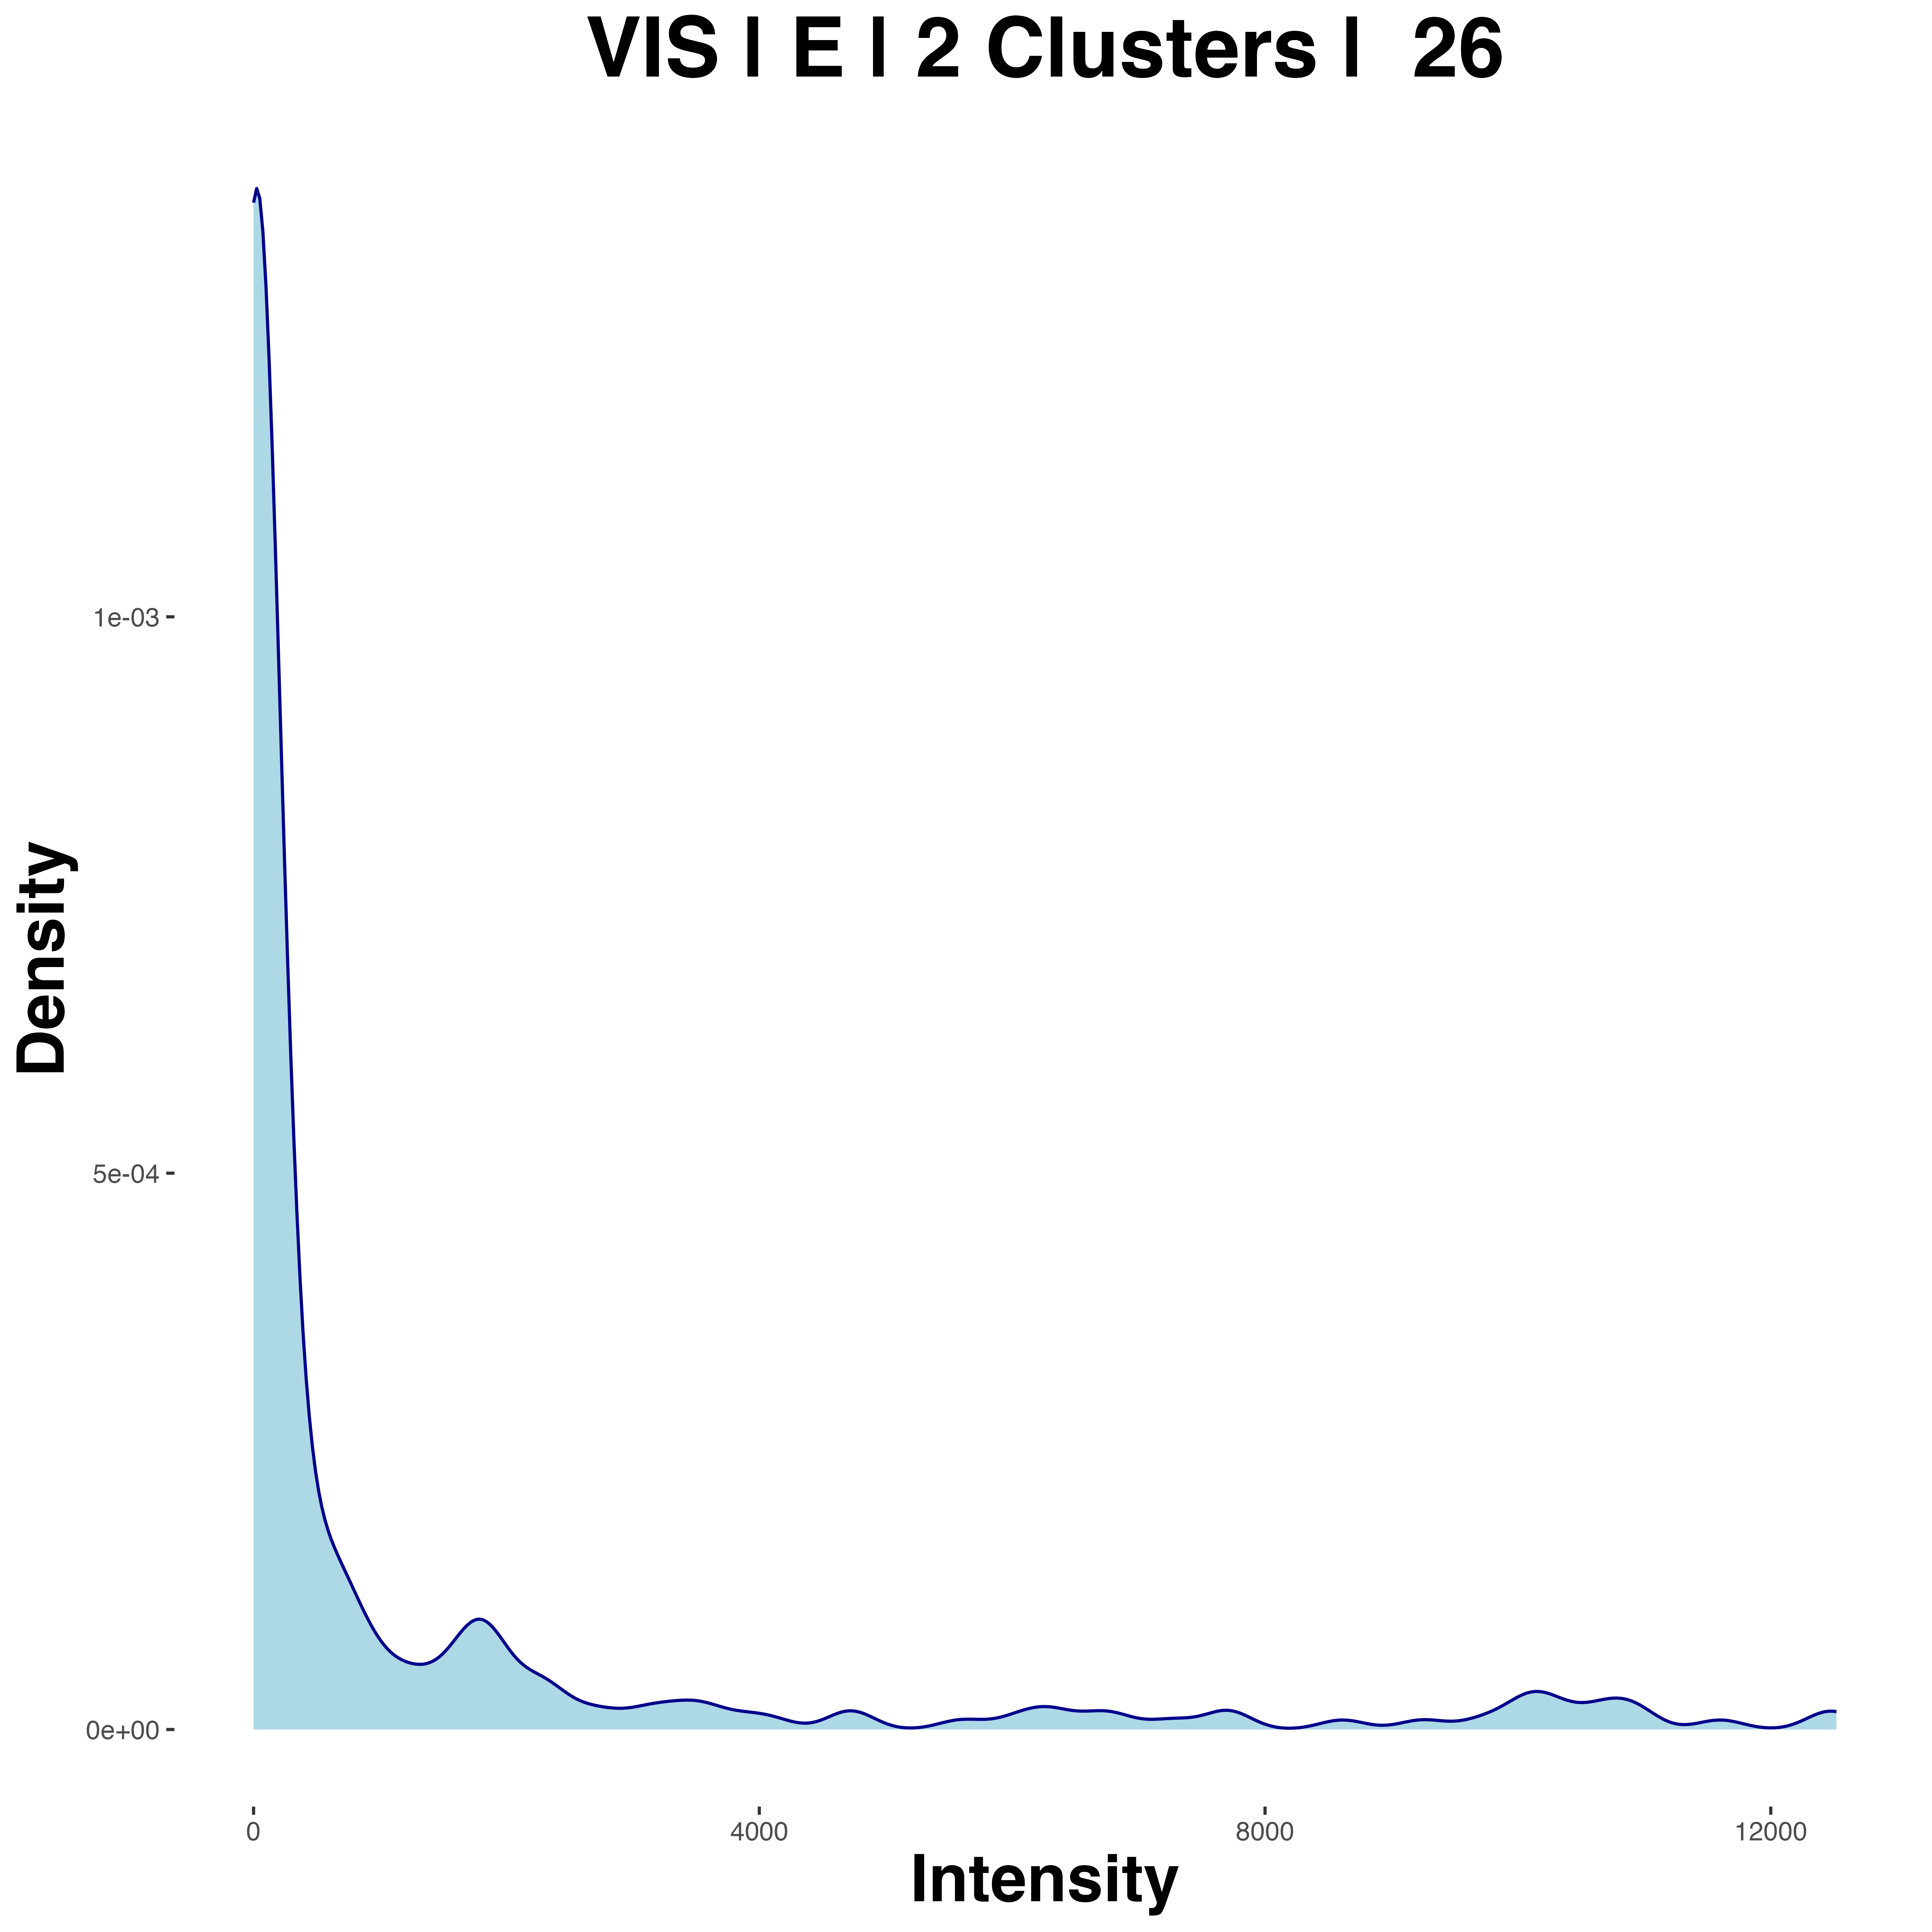 VIS | E | 2 Clusters |  26
Density
1e-03
5e-04
0e+00
0
4000
8000
12000
Intensity